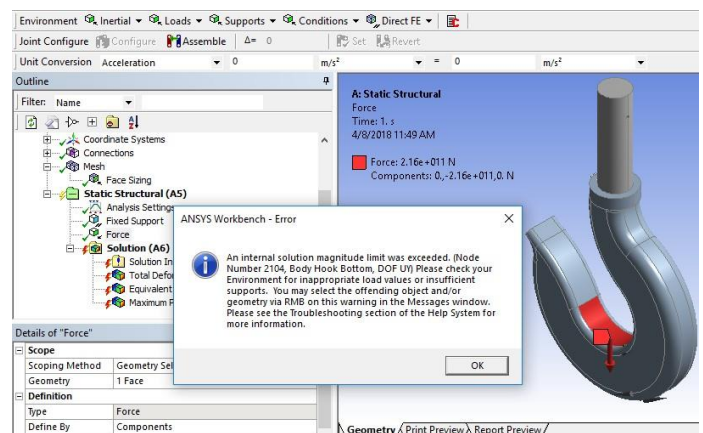 Environment Inertial Loads Supports Conditions Direct FE
Joint Configure Configure Assemble Δ= 0 Set Revert
Unit Conversion Acceleration 0 m/s² = 0 m/s²
Outline
Filter: Name
Coordinate Systems
Connections
Mesh
Face Sizing
Static Structural (A5)
Analysis Settings
Fixed Support
Force
Solution (A6)
Solution In
Total Defor
Equivalent
Maximum P
A: Static Structural
Force
Time: 1. s
4/8/2018 11:49 AM
Force: 2.16e+011 N
Components: 0.,-2.16e+011,0. N
ANSYS Workbench - Error
An internal solution magnitude limit was exceeded. (Node
Number 2104, Body Hook Bottom, DOF UY) Please check your
Environment for inappropriate load values or insufficient
supports. You may select the offending object and/or
geometry via RMB on this warning in the Messages window.
Please see the Troubleshooting section of the Help System for
more information.
OK
Details of "Force"
Scope
Scoping Method Geometry Sel
Geometry 1 Face
Definition
Type Force
Define By Components
Geometry Print Preview Report Preview